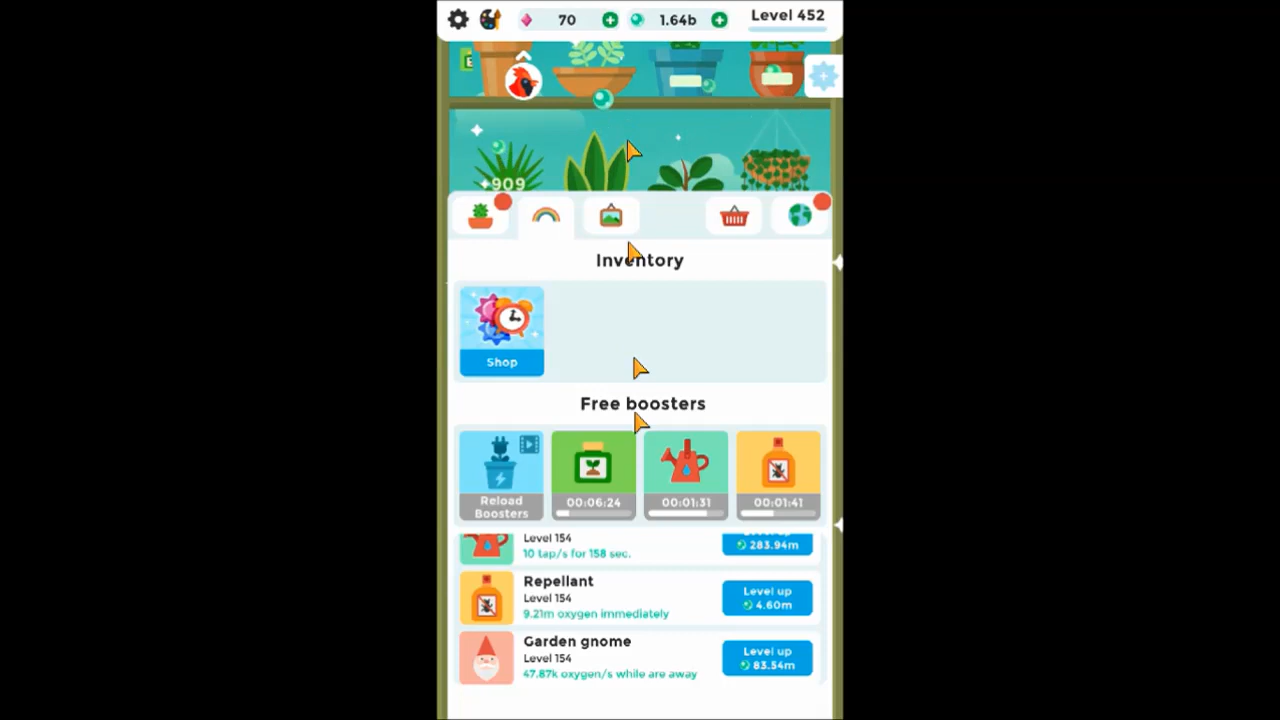 70
1.64b
Level 452
+909
Inventory
Shop
Free boosters
Reload
Boosters
00:06:24
00:01:31
00:01:41
Level 154
10 tap/s for 158 sec.
283.94m
Repellant
Level 154
9.21m oxygen immediately
Level up
4.60m
Garden gnome
Level 154
47.87k oxygen/s while are away
Level up
83.54m